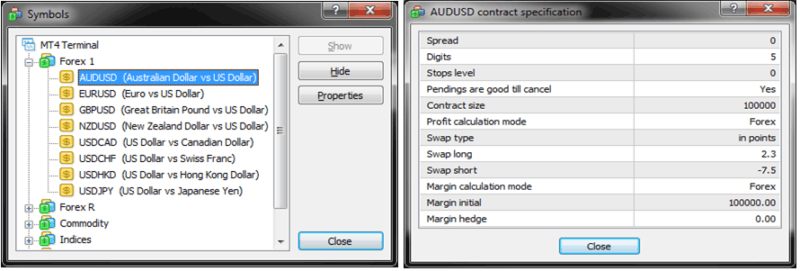 Symbols
MT4 Terminal
Forex 1
AUDUSD (Australian Dollar vs US Dollar)
EURUSD (Euro vs US Dollar)
GBPUSD (Great Britain Pound vs US Dollar)
NZDUSD (New Zealand Dollar vs US Dollar)
USDCAD (US Dollar vs Canadian Dollar)
USDCHF (US Dollar vs Swiss Franc)
USDHKD (US Dollar vs Hong Kong Dollar)
USDJPY (US Dollar vs Japanese Yen)
Forex R
Commodity
Indices
Show
Hide
Properties
Close
AUDUSD contract specification
Spread 0
Digits 5
Stops level 0
Pendings are good till cancel Yes
Contract size 100000
Profit calculation mode Forex
Swap type in points
Swap long 2.3
Swap short -7.5
Margin calculation mode Forex
Margin initial 100000.00
Margin hedge 0.00
Close